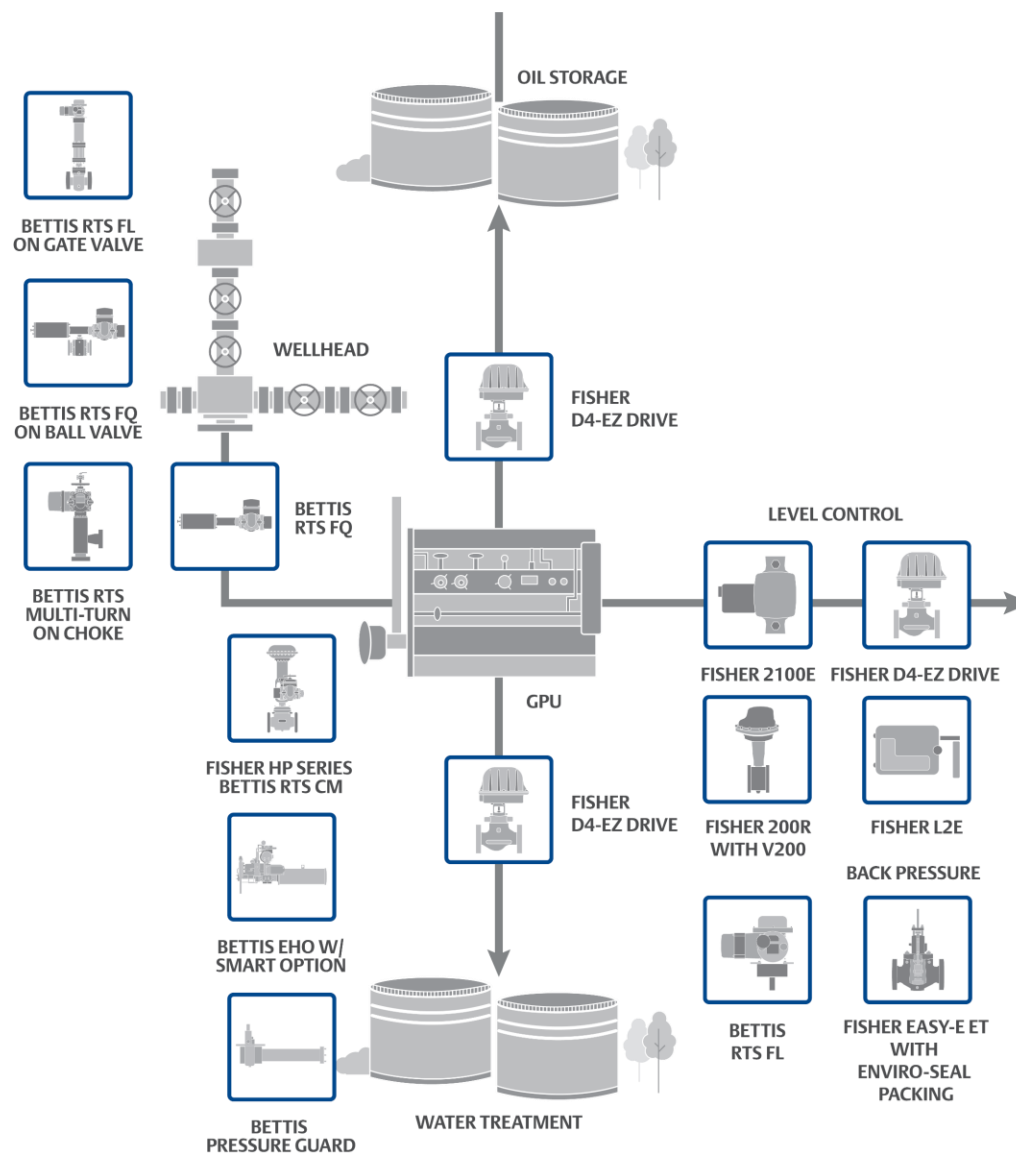 OIL STORAGE
BETTIS RTS FL
ON GATE VALVE
WELLHEAD
BETTIS RTS FQ
ON BALL VALVE
FISHER
D4-EZ DRIVE
BETTIS
RTS FQ
LEVEL CONTROL
BETTIS RTS
MULTI-TURN
ON CHOKE
GPU
FISHER 2100E
FISHER D4-EZ DRIVE
FISHER HP SERIES
BETTIS RTS CM
FISHER
D4-EZ DRIVE
FISHER 200R
WITH V200
FISHER L2E
BACK PRESSURE
BETTIS EHO W/
SMART OPTION
BETTIS
RTS FL
FISHER EASY-E ET
WITH
ENVIRO-SEAL
PACKING
WATER TREATMENT
BETTIS
PRESSURE GUARD